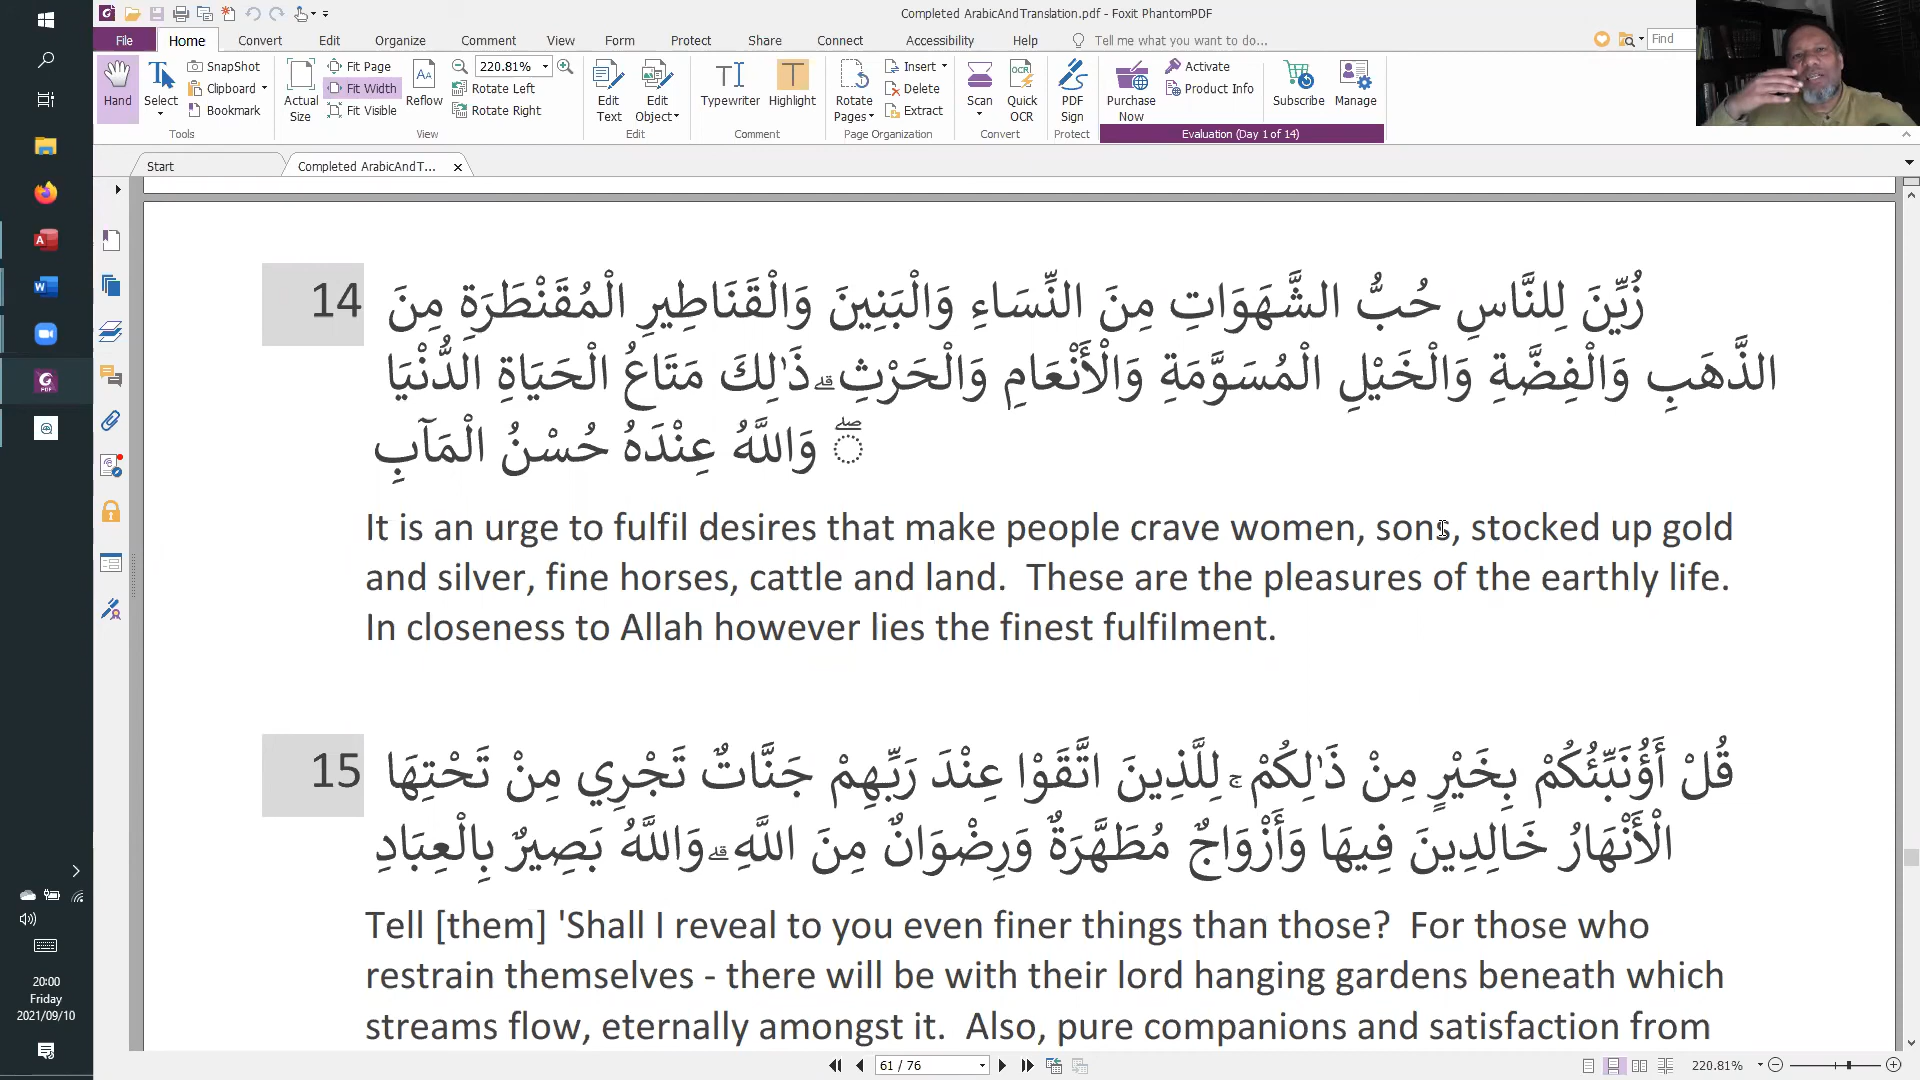 Completed ArabicAndTranslation.pdf - Foxit PhantomPDF
File Home Convert Edit Organize Comment View Form Protect Share Connect Accessibility Help Tell me what you want to do... Find
Hand
Select
SnapShot
Clipboard
Bookmark
Tools
Actual Size
Fit Page
Fit Width
Fit Visible
Reflow
220.81%
Rotate Left
Rotate Right
View
Edit Text
Edit Object
Edit
Typewriter
Highlight
Comment
Rotate Pages
Insert
Delete
Extract
Page Organization
Scan
Quick OCR
Convert
PDF Sign
Protect
Purchase Now
Activate
Product Info
Subscribe
Manage
Evaluation (Day 1 of 14)
Start
Completed ArabicAndT...
14
زُيِّنَ لِلنَّاسِ حُبُّ الشَّهَوَاتِ مِنَ النِّسَاءِ وَالْبَنِينَ وَالْقَنَاطِيرِ الْمُقَنْطَرَةِ مِنَ
الذَّهَبِ وَالْفِضَّةِ وَالْخَيْلِ الْمُسَوَّمَةِ وَالْأَنْعَامِ وَالْحَرْثِ ۗ ذَٰلِكَ مَتَاعُ الْحَيَاةِ الدُّنْيَا
ۖ وَاللَّهُ عِنْدَهُ حُسْنُ الْمَآبِ
It is an urge to fulfil desires that make people crave women, sons, stocked up gold
and silver, fine horses, cattle and land. These are the pleasures of the earthly life.
In closeness to Allah however lies the finest fulfilment.
15
قُلْ أَؤُنَبِّئُكُمْ بِخَيْرٍ مِنْ ذَٰلِكُمْ ۚ لِلَّذِينَ اتَّقَوْا عِنْدَ رَبِّهِمْ جَنَّاتٌ تَجْرِي مِنْ تَحْتِهَا
الْأَنْهَارُ خَالِدِينَ فِيهَا وَأَزْوَاجٌ مُطَهَّرَةٌ وَرِضْوَانٌ مِنَ اللَّهِ ۗ وَاللَّهُ بَصِيرٌ بِالْعِبَادِ
Tell [them] 'Shall I reveal to you even finer things than those? For those who
restrain themselves - there will be with their lord hanging gardens beneath which
streams flow, eternally amongst it. Also, pure companions and satisfaction from
20:00
Friday
2021/09/10
61 / 76
220.81%